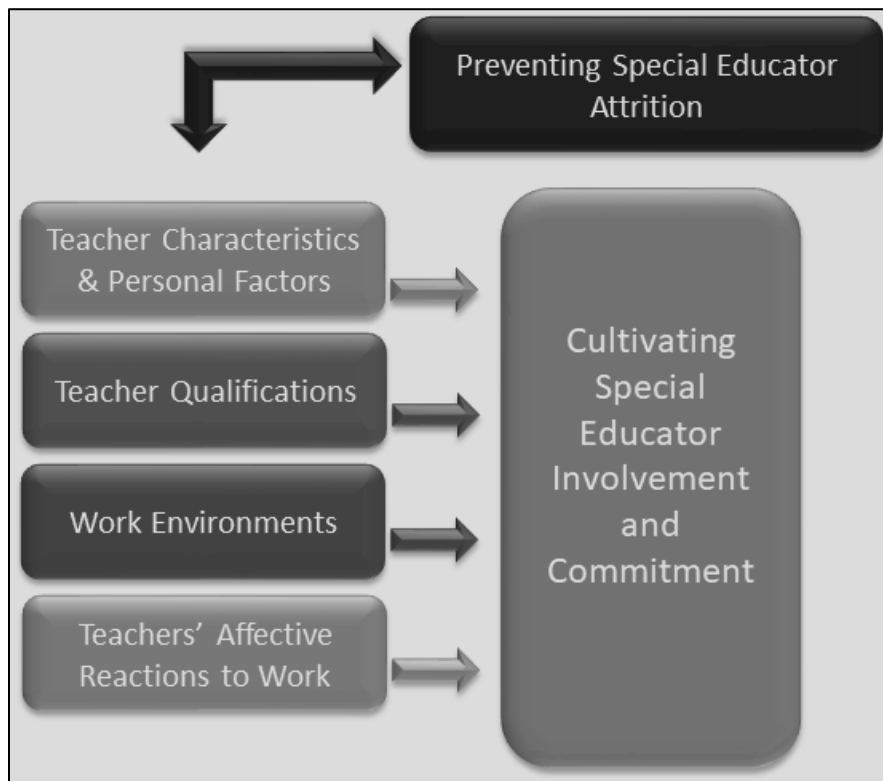 Preventing Special Educator
Attrition
Teacher Characteristics
& Personal Factors
Teacher Qualifications
Work Environments
Teachers’ Affective
Reactions to Work
Cultivating
Special
Educator
Involvement
and
Commitment